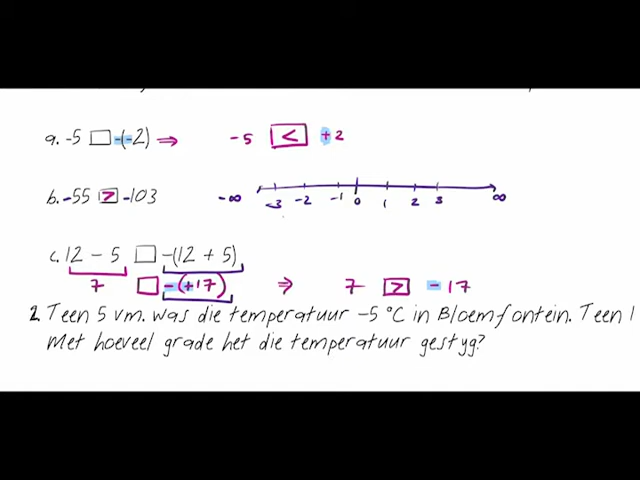 a. -5 □ -(-2) ⇒ -5 < +2
b. -55 > -103
-∞ -3 -2 -1 0 1 2 3 ∞
c. 12 - 5 □ -(12 + 5)
7 □ -(+17) ⇒ 7 > -17
2. Teen 5 vm. was die temperatuur -5 °C in Bloemfontein. Teen 1
Met hoeveel grade het die temperatuur gestyg?